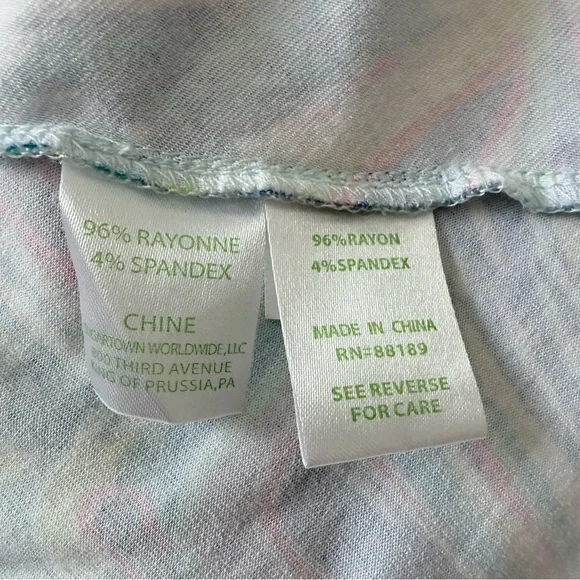 96% RAYONNE
4% SPANDEX
CHINE
WORLDWIDE, LLC
THIRD AVENUE
OF PRUSSIA, PA
96%RAYON
4%SPANDEX
MADE IN CHINA
RN=88189
SEE REVERSE
FOR CARE